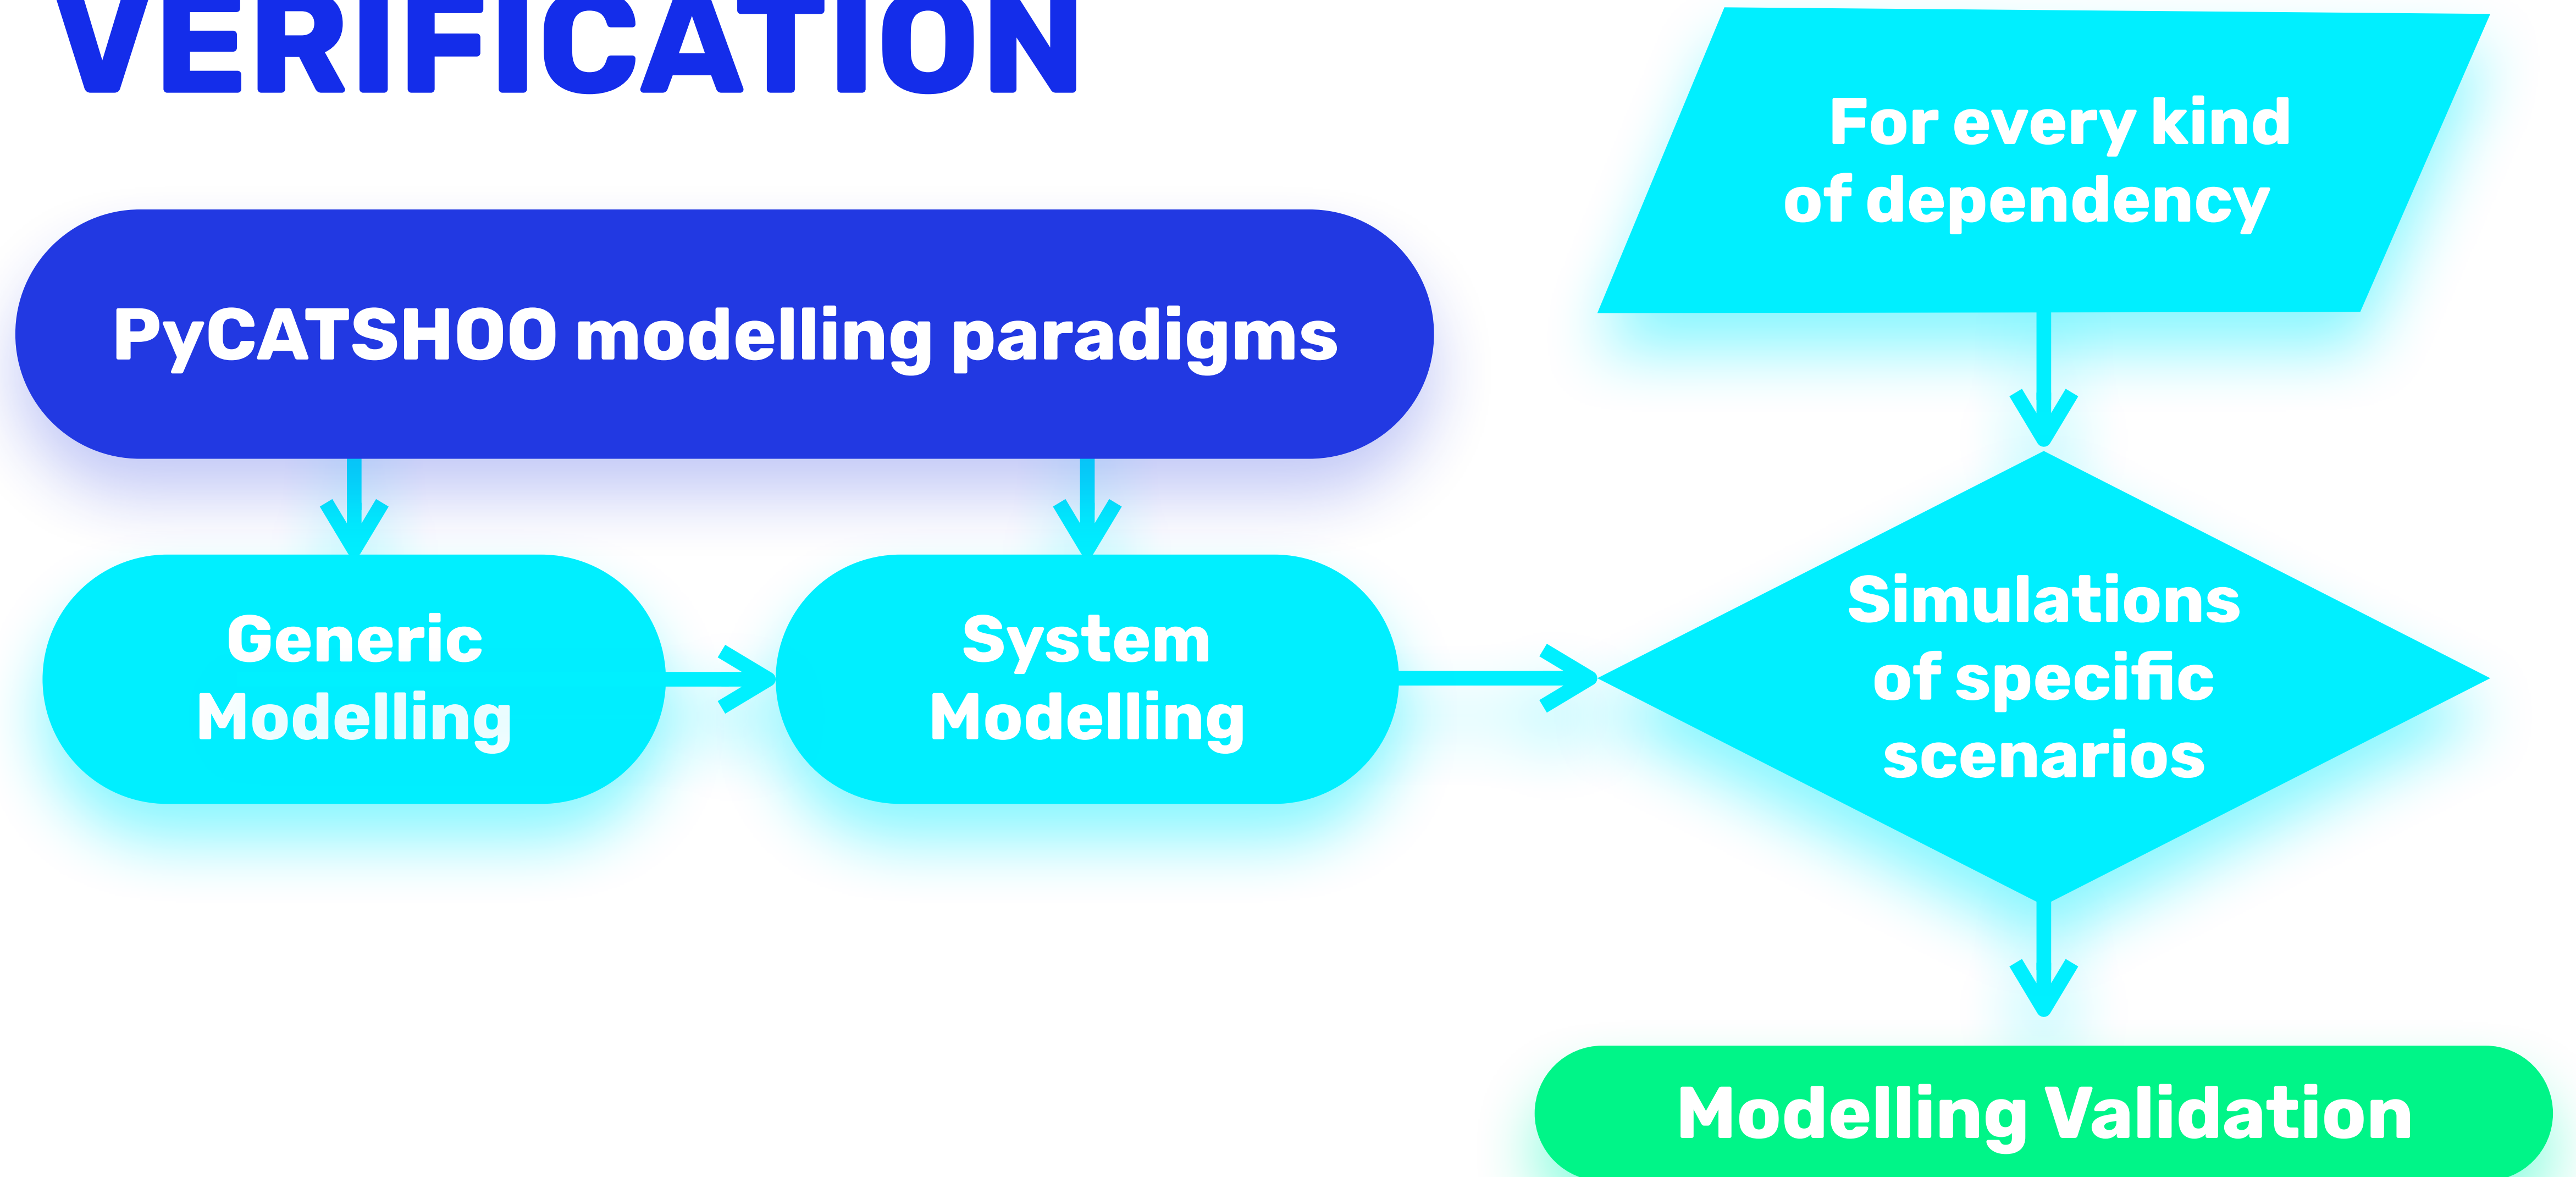 VERIFICATION
For every kind
of dependency
PyCATSHOO modelling paradigms
Generic
Modelling
System
Modelling
Simulations
of specific
scenarios
Modelling Validation